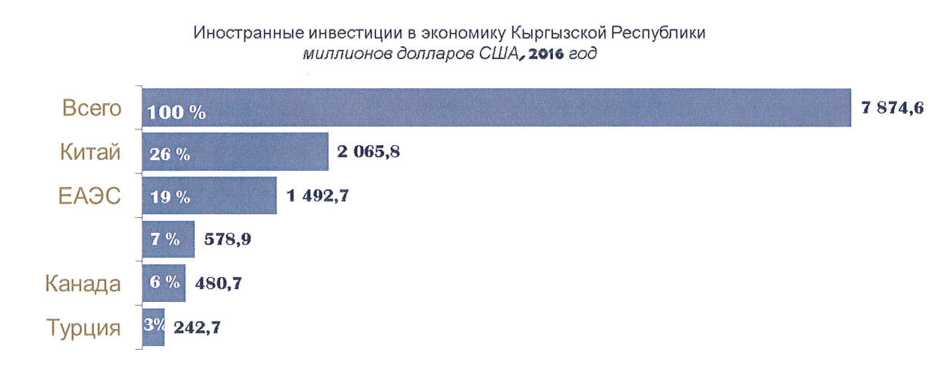 Иностранные инвестиции в экономику Кыргызской Республики
миллионов долларов США, 2016 год
Всего 100 % 7 874,6
Китай 26 % 2 065,8
ЕАЭС 19 % 1 492,7
7 % 578,9
Канада 6 % 480,7
Турция 3% 242,7